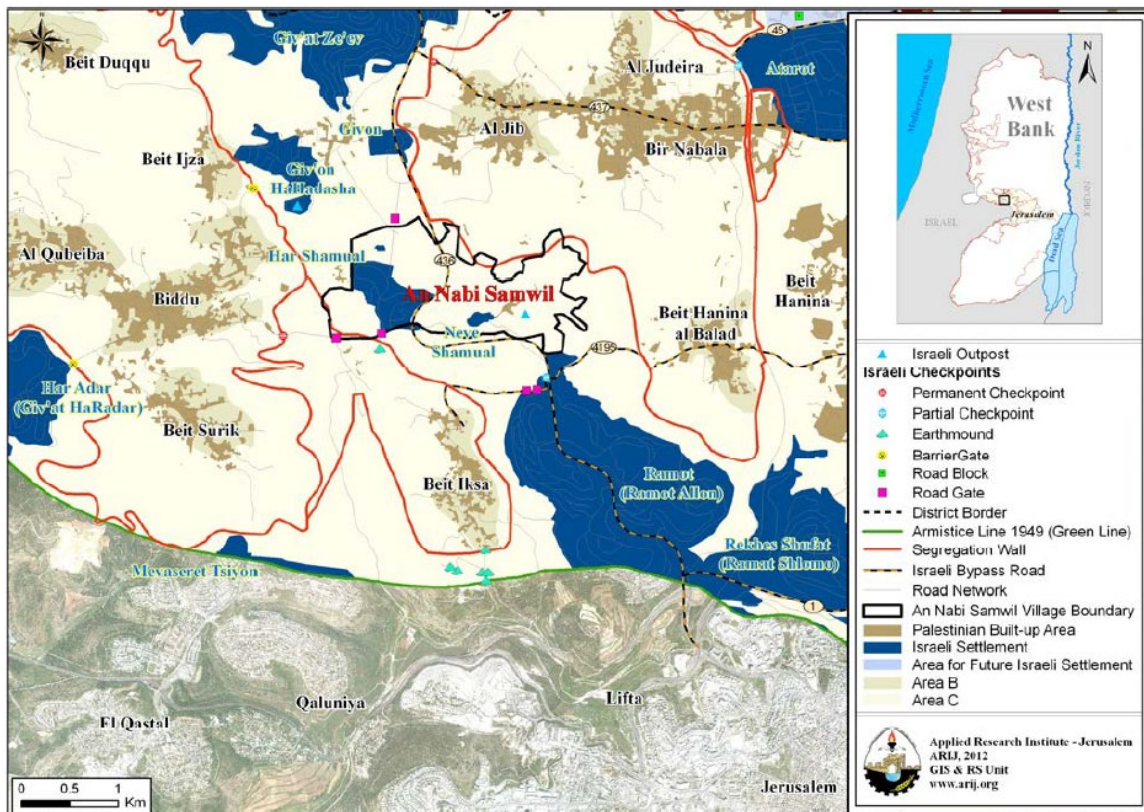 Giv'at Ze'ev
45
Beit Duqqu
Al Judeira
Atarot
437
Givon
Al Jib
Bir Nabala
Beit Ijza
Giv'on
HaHadasha
Al Qubeiba
Har Shamual
436
Biddu
An Nabi Samwil
Beit
Hanina
Beit Hanina
al Balad
Neve
Shamual
4195
Har Adar
(Giv'at HaRadar)
Beit Surik
Beit Iksa
Ramot
(Ramot Allon)
Rekhes Shufat
(Ramat Shlomo)
Mevaseret Tsiyon
1
Qaluniya
Lifta
El Qastal
Jerusalem
0 0.5 1
Km
N
West
Bank
Mediterranean Sea
Jordan River
JORDAN
ISRAEL
Jerusalem
Dead Sea
Israeli Outpost
Israeli Checkpoints
Permanent Checkpoint
Partial Checkpoint
Earthmound
BarrierGate
Road Block
Road Gate
District Border
Armistice Line 1949 (Green Line)
Segregation Wall
Israeli Bypass Road
Road Network
An Nabi Samwil Village Boundary
Palestinian Built-up Area
Israeli Settlement
Area for Future Israeli Settlement
Area B
Area C
Applied Research Institute - Jerusalem
ARIJ, 2012
GIS & RS Unit
www.arij.org